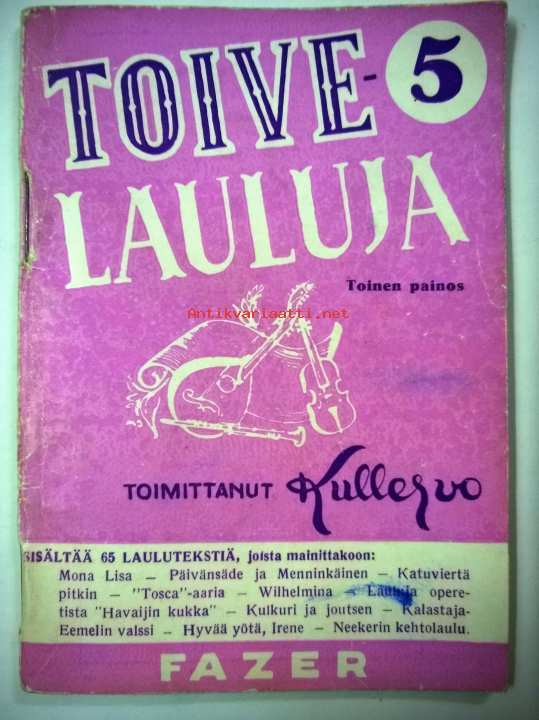 TOIVE- 5
LAULUJA
Toinen painos
Antikvariaatti.net
TOIMITTANUT Kullervo
SISÄLTÄÄ 65 LAULUTEKSTIÄ, joista mainittakoon:
Mona Lisa — Päivänsäde ja Menninkäinen — Katuviertä
pitkin — "Tosca"-aaria — Wilhelmina — Lauluja opere-
tista "Havaijin kukka" — Kulkuri ja joutsen — Kalastaja-
Eemelin valssi — Hyvää yötä, Irene — Neekerin kehtolaulu.
FAZER